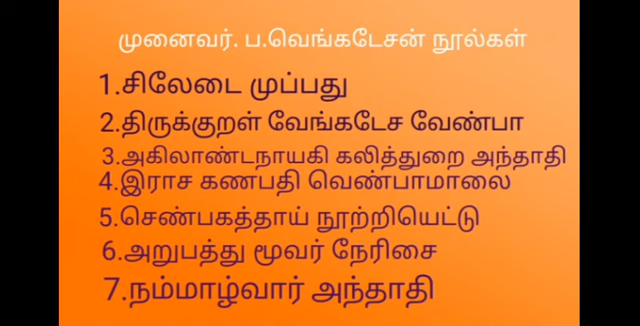 முனைவர். ப.வெங்கடேசன் நூல்கள்
1.சிலேடை முப்பது
2.திருக்குறள் வேங்கடேச வேண்பா
3.அகிலாண்டநாயகி கலித்துறை அந்தாதி
4.இராச கணபதி வெண்பாமாலை
5.செண்பகத்தாய் நூற்றியெட்டு
6.அறுபத்து மூவர் நேரிசை
7.நம்மாழ்வார் அந்தாதி